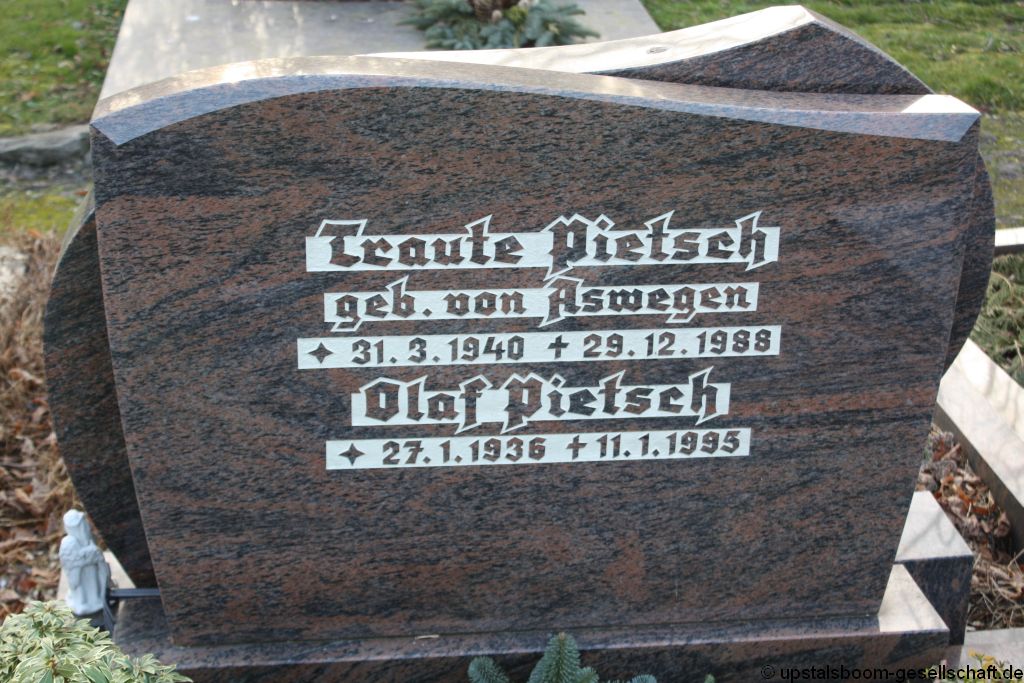 Traute Pietsch
geb. von Aswegen
✦ 31.3.1940 ✝ 29.12.1988
Olaf Pietsch
✦ 27.1.1936 ✝ 11.1.1995
© upstalsboom-gesellschaft.de